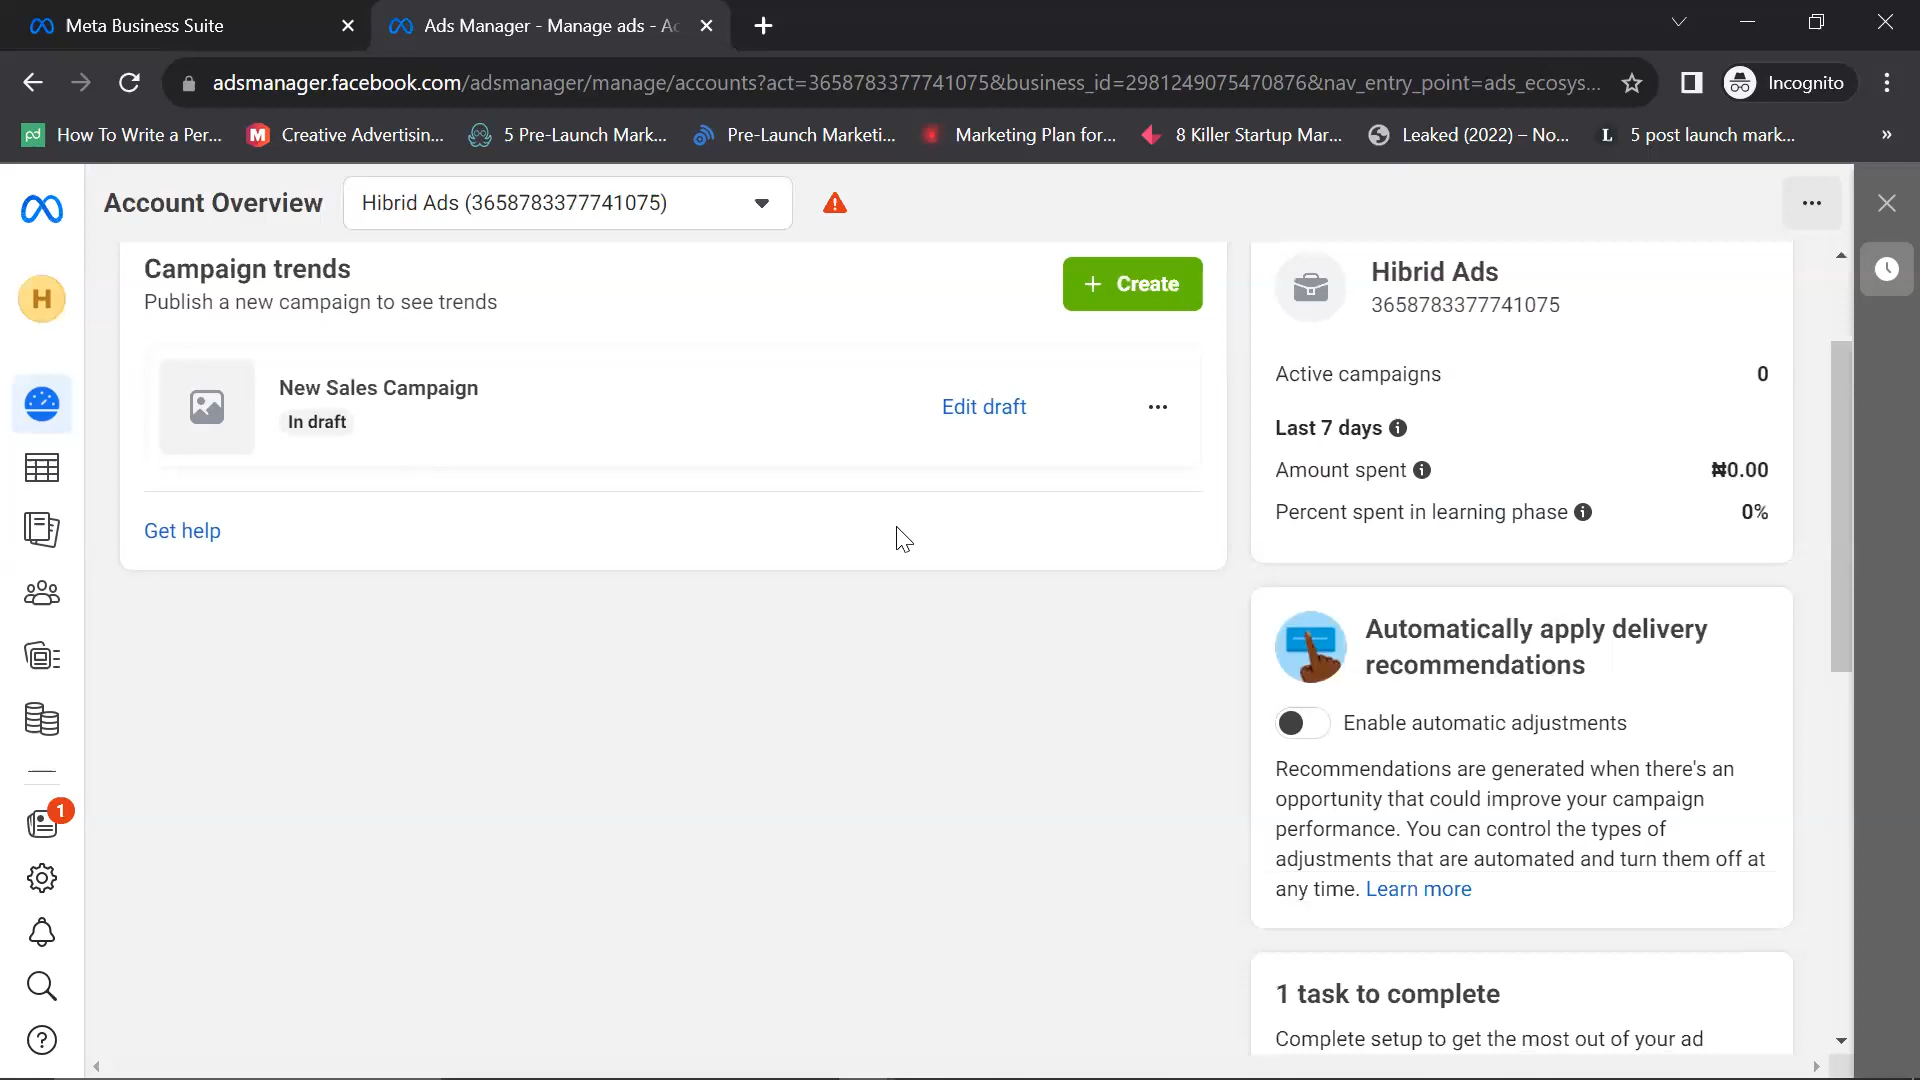 Meta Business Suite
Ads Manager - Manage ads - Ac
adsmanager.facebook.com/adsmanager/manage/accounts?act=3658783377741075&business_id=2981249075470876&nav_entry_point=ads_ecosys...
Incognito
pd How To Write a Per...
M Creative Advertisin...
5 Pre-Launch Mark...
Pre-Launch Marketi...
Marketing Plan for...
8 Killer Startup Mar...
Leaked (2022) – No...
L 5 post launch mark...
»
Account Overview
Hibrid Ads (3658783377741075)
H
Campaign trends
Publish a new campaign to see trends
+ Create
New Sales Campaign
In draft
Edit draft
Get help
Hibrid Ads
3658783377741075
Active campaigns 0
Last 7 days
Amount spent ₦0.00
Percent spent in learning phase 0%
Automatically apply delivery
recommendations
Enable automatic adjustments
Recommendations are generated when there's an
opportunity that could improve your campaign
performance. You can control the types of
adjustments that are automated and turn them off at
any time. Learn more
1
1 task to complete
Complete setup to get the most out of your ad